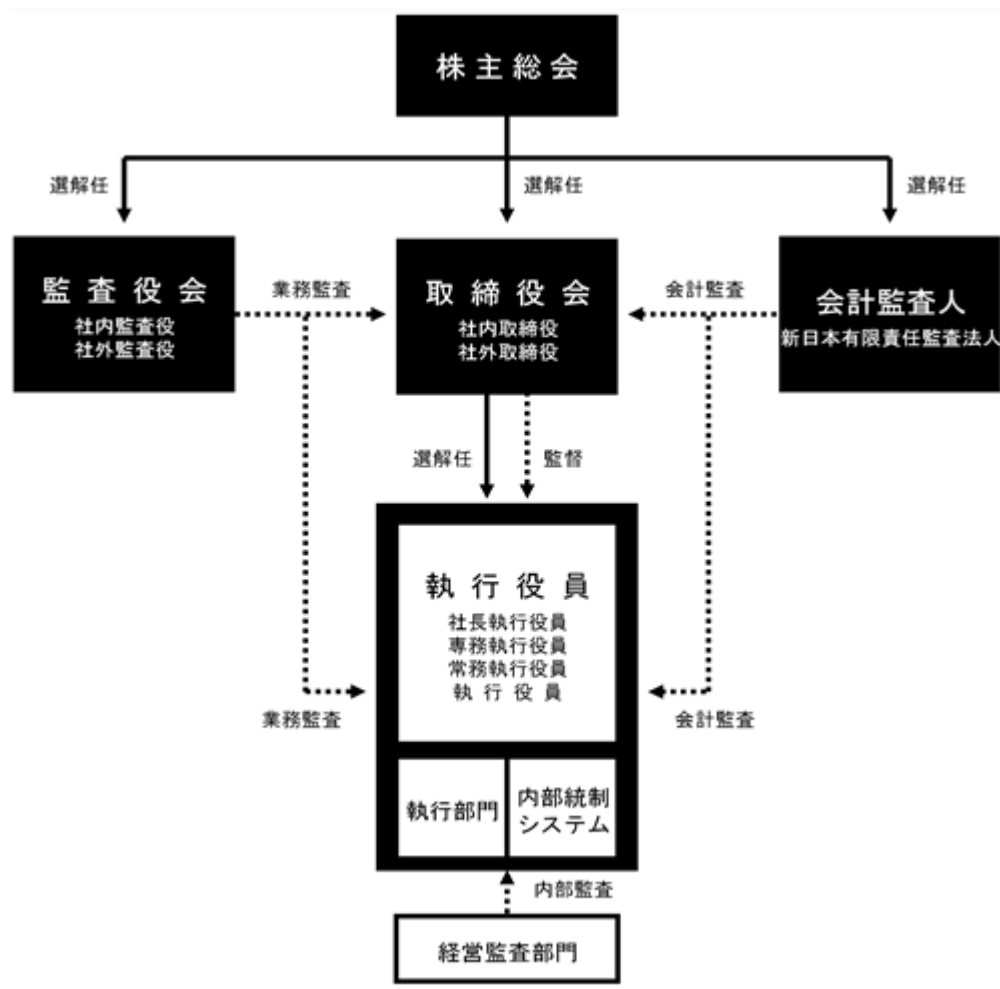 株主総会
選解任
選解任
選解任
監査役会
社内監査役
社外監査役
業務監査
取締役会
社内取締役
社外取締役
会計監査
会計監査人
新日本有限責任監査法人
選解任
監督
執行役員
社長執行役員
専務執行役員
常務執行役員
執行役員
業務監査
会計監査
執行部門
内部統制
システム
内部監査
経営監査部門